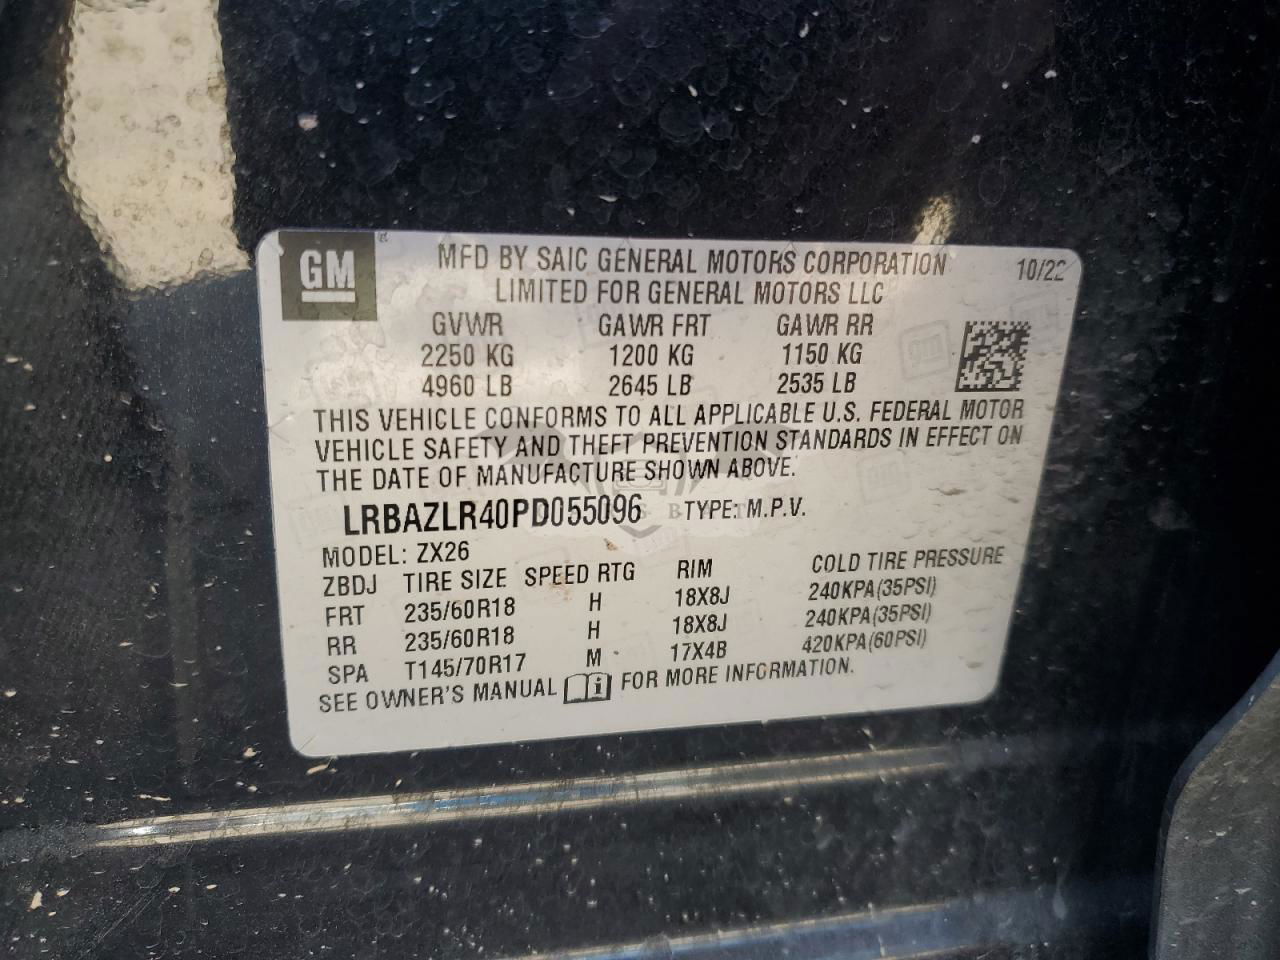 GM ®
MFD BY SAIC GENERAL MOTORS CORPORATION 10/22
LIMITED FOR GENERAL MOTORS LLC
GVWR GAWR FRT GAWR RR
2250 KG 1200 KG 1150 KG
4960 LB 2645 LB 2535 LB
THIS VEHICLE CONFORMS TO ALL APPLICABLE U.S. FEDERAL MOTOR
VEHICLE SAFETY AND THEFT PREVENTION STANDARDS IN EFFECT ON
THE DATE OF MANUFACTURE SHOWN ABOVE.
LRBAZLR40PD055096 TYPE: M.P.V.
MODEL: ZX26
ZBDJ TIRE SIZE SPEED RTG RIM COLD TIRE PRESSURE
FRT 235/60R18 H 18X8J 240KPA(35PSI)
RR 235/60R18 H 18X8J 240KPA(35PSI)
SPA T145/70R17 M 17X4B 420KPA(60PSI)
SEE OWNER'S MANUAL FOR MORE INFORMATION.